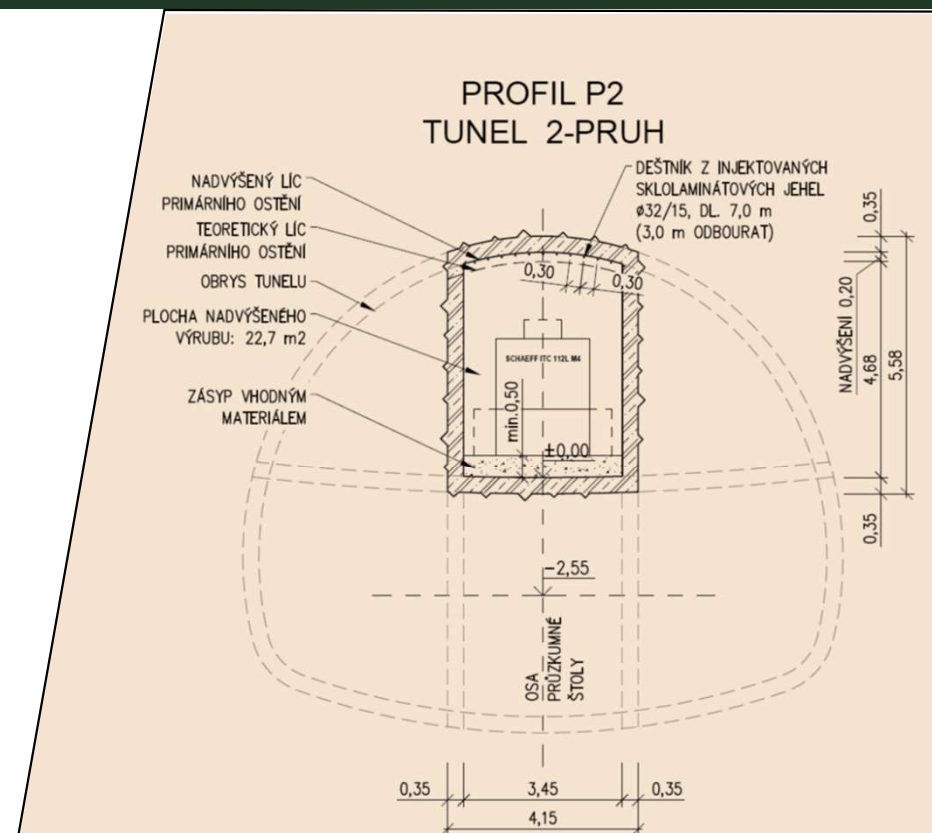 PROFIL P2
TUNEL 2-PRUH
NADVÝŠENÝ LÍC
PRIMÁRNÍHO OSTĚNÍ
TEORETICKÝ LÍC
PRIMÁRNÍHO OSTĚNÍ
OBRYS TUNELU
PLOCHA NADVÝŠENÉHO
VÝRUBU: 22,7 m2
ZÁSYP VHODNÝM
MATERIÁLEM
DEŠTNÍK Z INJEKTOVANÝCH
SKLOLAMINÁTOVÝCH JEHEL
ø32/15, DL. 7,0 m
(3,0 m ODBOURAT)
0,30
0,30
SCHAEFF ITC 112L M4
min.0,50
±0,00
-2,55
OSA
PRŮZKUMNÉ
ŠTOLY
0,35
NADVÝŠENÍ 0,20
4,68
5,58
0,35
0,35
3,45
0,35
4,15